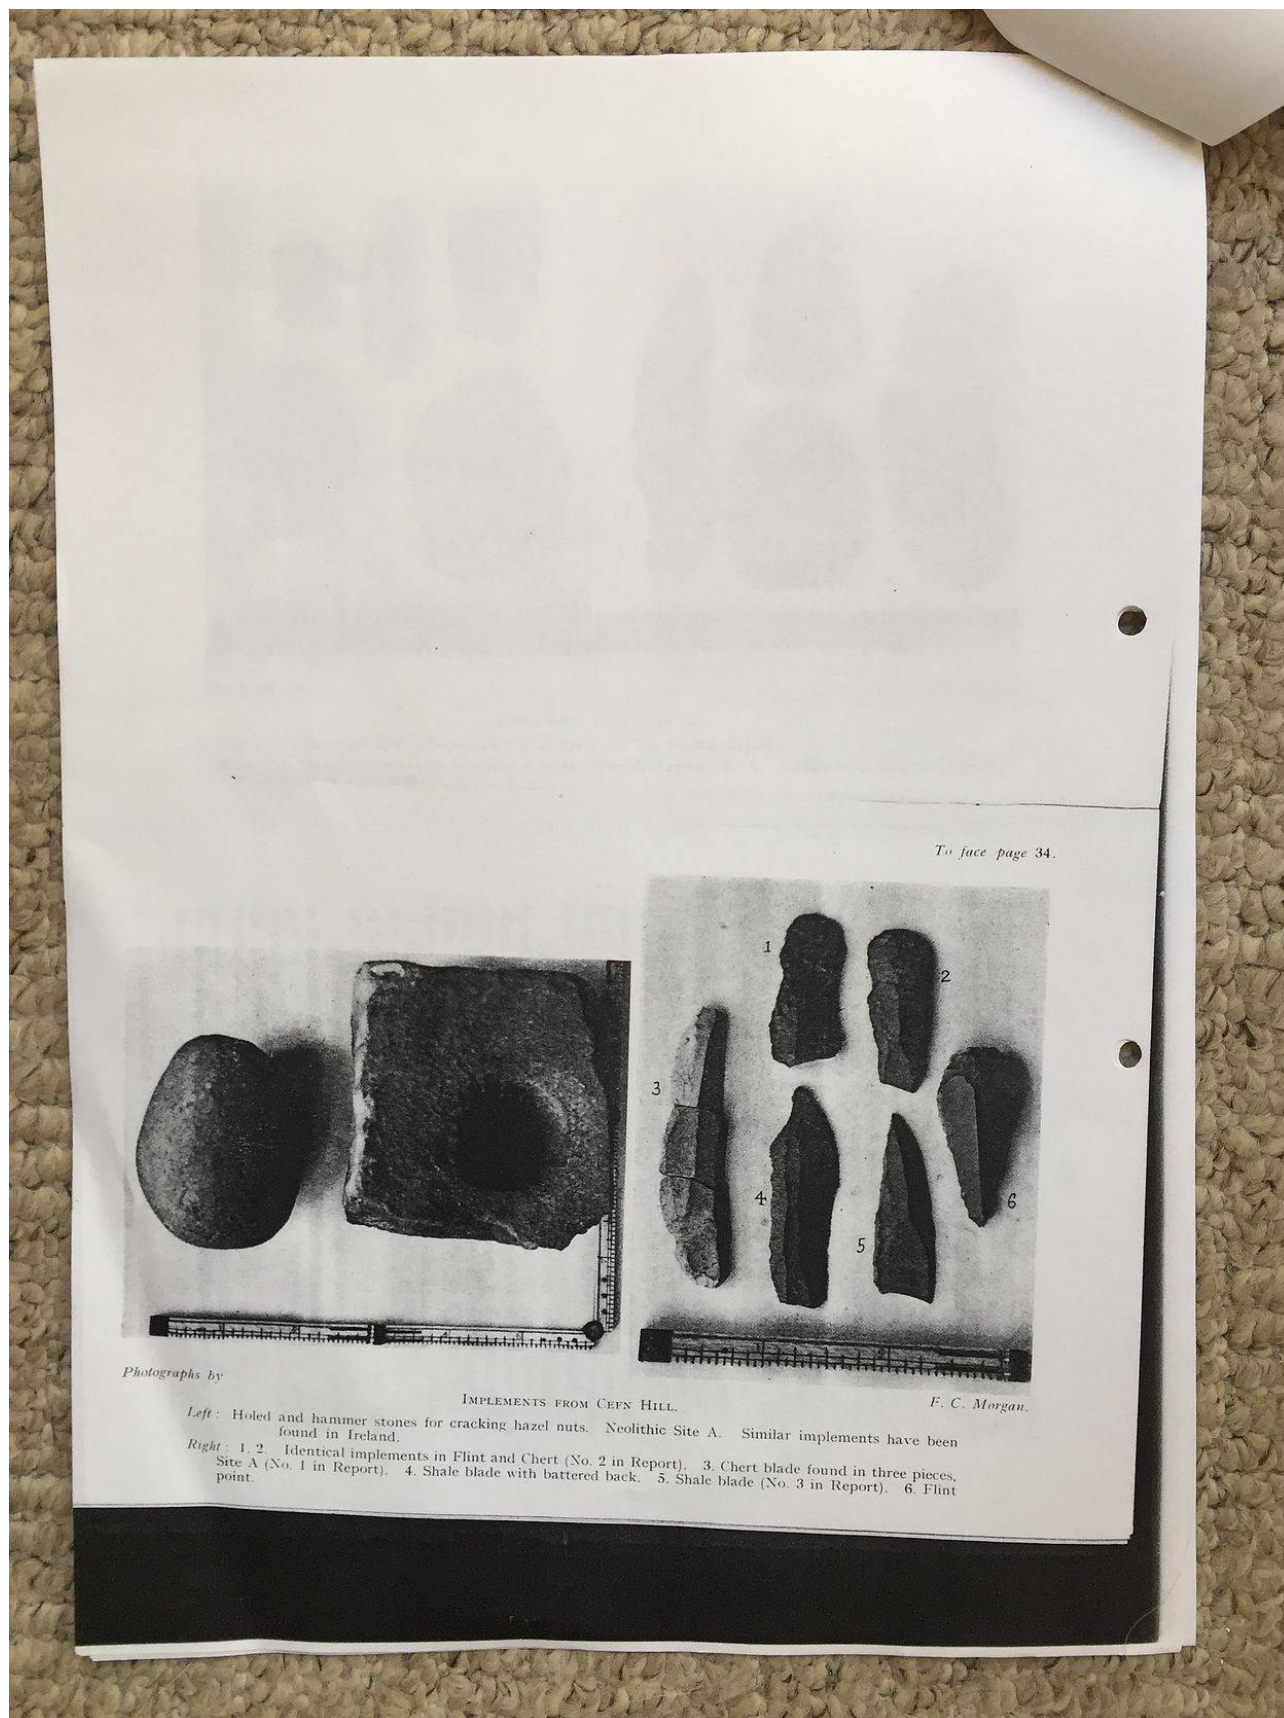 To face page 34.
1
2
3
4
5
6
Photographs by
F. C. Morgan.
IMPLEMENTS FROM CEFN HILL.
Left: Holed and hammer stones for cracking hazel nuts. Neolithic Site A. Similar implements have been
found in Ireland.
Right: 1, 2. Identical implements in Flint and Chert (No. 2 in Report). 3. Chert blade found in three pieces,
Site A (No. 1 in Report). 4. Shale blade with battered back. 5. Shale blade (No. 3 in Report). 6. Flint
point.